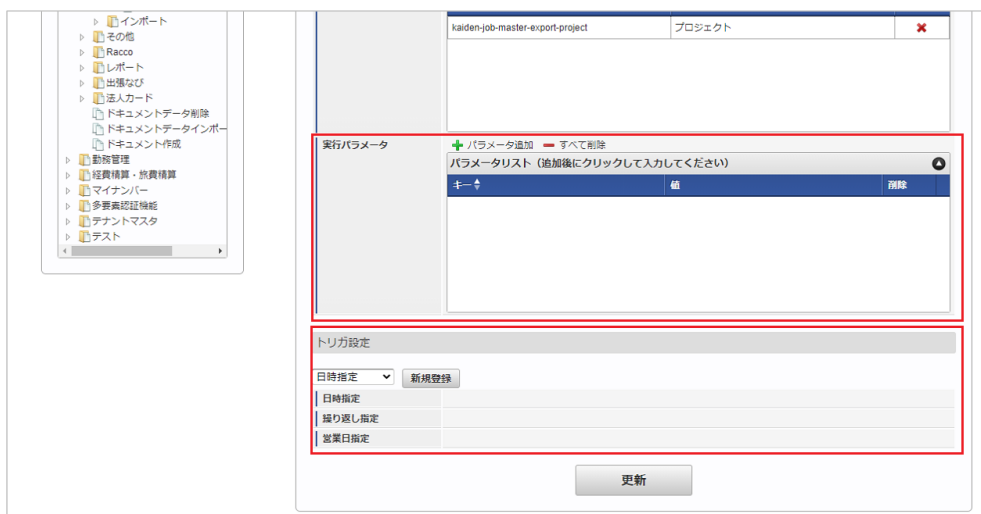 インポート
その他
Racco
レポート
出張なび
法人カード
ドキュメントデータ削除
ドキュメントデータインポー
ドキュメント作成
勤務管理
経費精算・旅費精算
マイナンバー
多要素認証機能
テナントマスタ
テスト
kaiden-job-master-export-project プロジェクト
実行パラメータ
パラメータ追加 すべて削除
パラメータリスト（追加後にクリックして入力してください）
キー 値 削除
トリガ設定
日時指定 新規登録
日時指定
繰り返し指定
営業日指定
更新